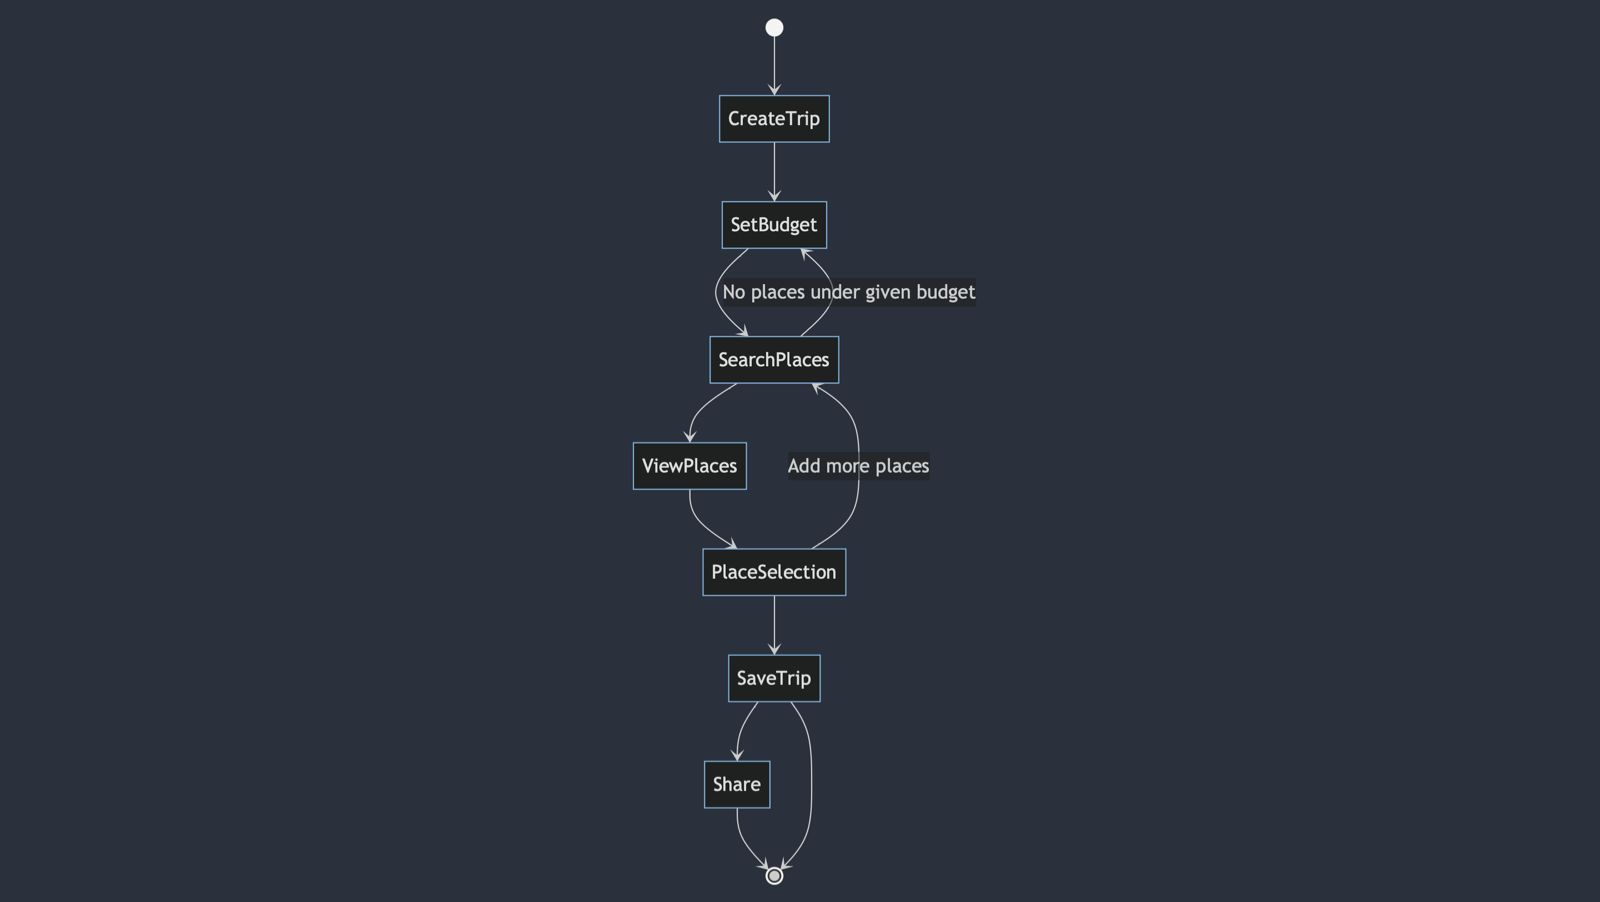 CreateTrip
SetBudget
No places under given budget
SearchPlaces
ViewPlaces
Add more places
PlaceSelection
SaveTrip
Share